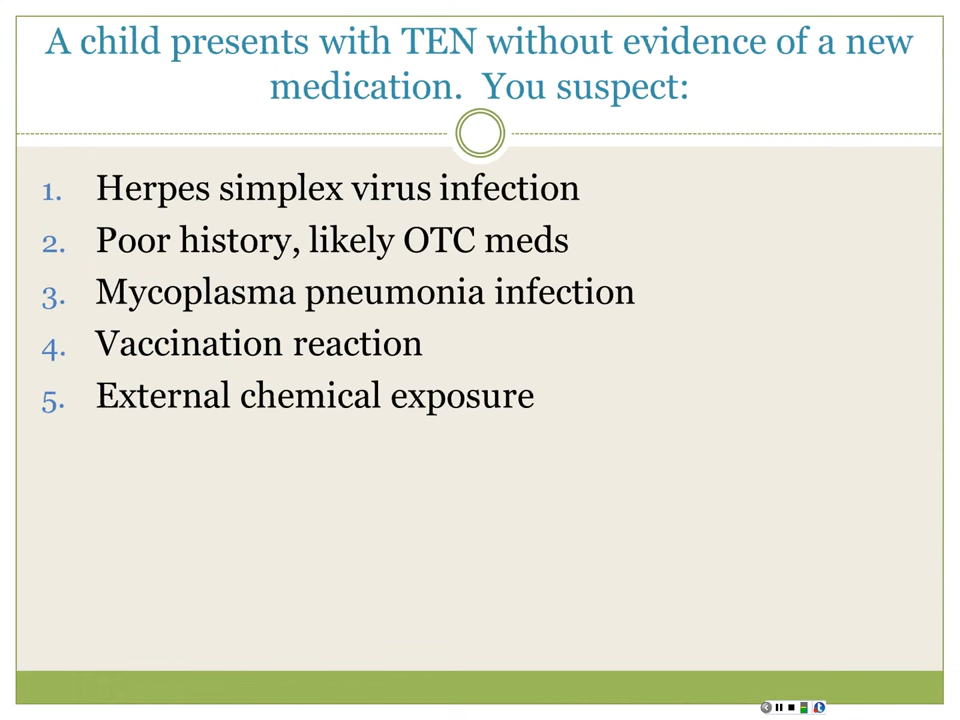 A child presents with TEN without evidence of a new
medication. You suspect:
1. Herpes simplex virus infection
2. Poor history, likely OTC meds
3. Mycoplasma pneumonia infection
4. Vaccination reaction
5. External chemical exposure